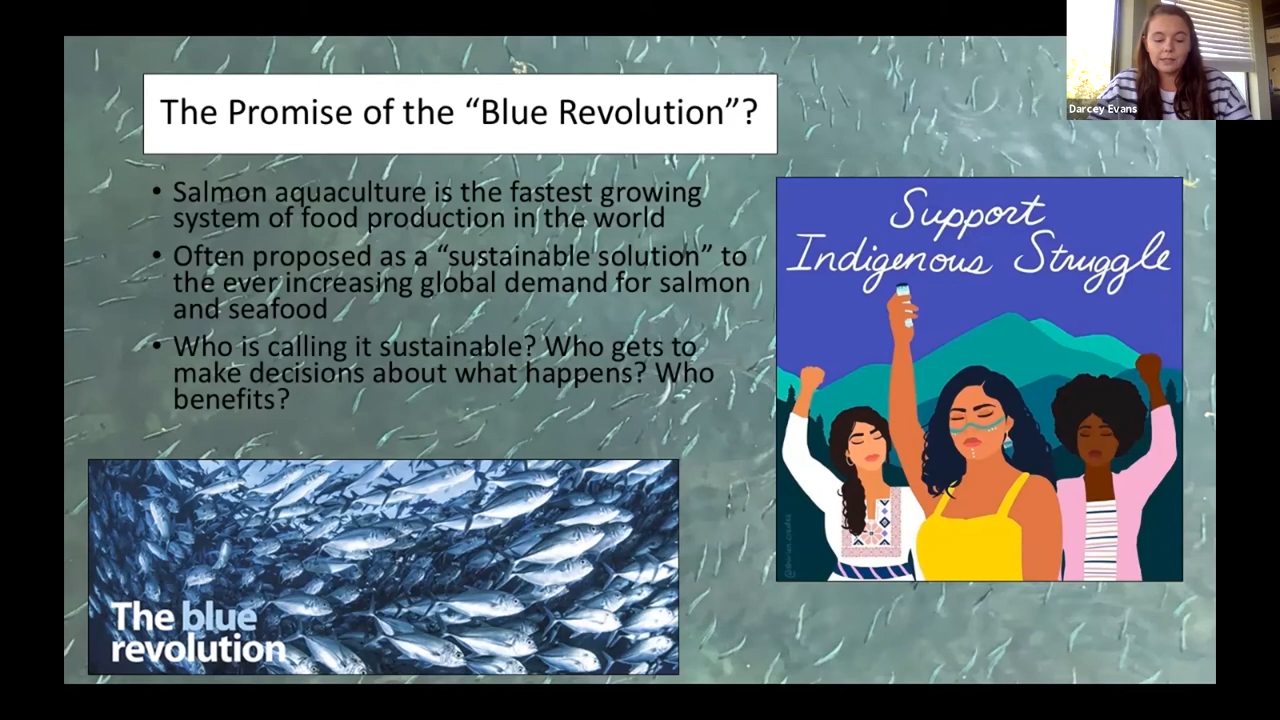 The Promise of the “Blue Revolution”?
• Salmon aquaculture is the fastest growing
system of food production in the world
• Often proposed as a “sustainable solution” to
the ever increasing global demand for salmon
and seafood
• Who is calling it sustainable? Who gets to
make decisions about what happens? Who
benefits?
Support
Indigenous Struggle
The blue
revolution
Darcey Evans